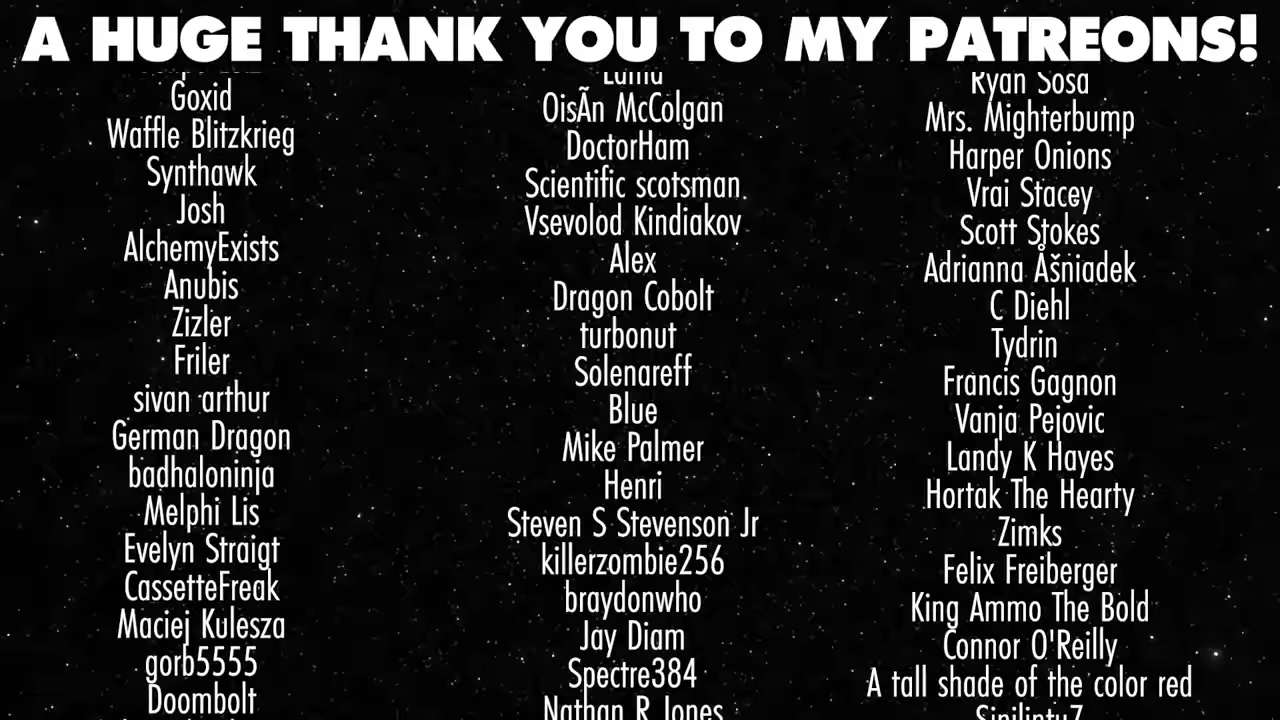 A HUGE THANK YOU TO MY PATREONS!
Goxid
Waffle Blitzkrieg
Synthawk
Josh
AlchemyExists
Anubis
Zizler
Friler
sivan arthur
German Dragon
badhaloninja
Melphi Lis
Evelyn Straigt
CassetteFreak
Maciej Kulesza
gorb5555
Doombolt
OisÃn McColgan
DoctorHam
Scientific scotsman
Vsevolod Kindiakov
Alex
Dragon Cobolt
turbonut
Solenareff
Blue
Mike Palmer
Henri
Steven S Stevenson Jr
killerzombie256
braydonwho
Jay Diam
Spectre384
Nathan R Jones
Ryan Sosa
Mrs. Mighterbump
Harper Onions
Vrai Stacey
Scott Stokes
Adrianna Åšniadek
C Diehl
Tydrin
Francis Gagnon
Vanja Pejovic
Landy K Hayes
Hortak The Hearty
Zimks
Felix Freiberger
King Ammo The Bold
Connor O'Reilly
A tall shade of the color red